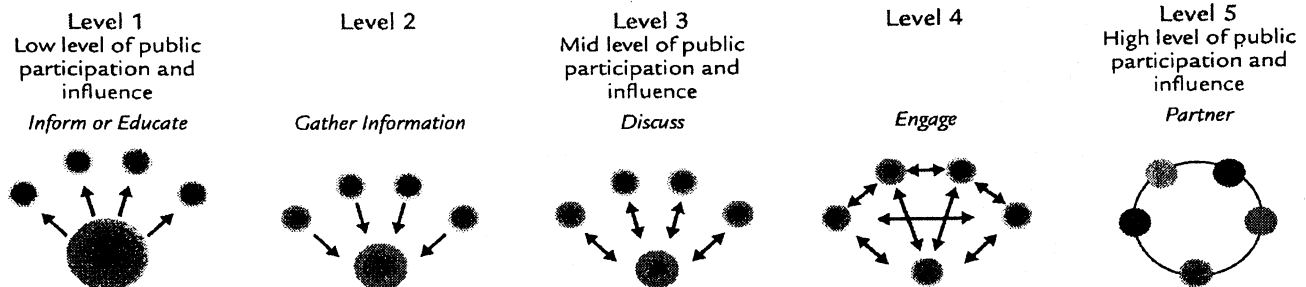 Level 1
Low level of public
participation and
influence
Inform or Educate
Level 2
Gather Information
Level 3
Mid level of public
participation and
influence
Discuss
Level 4
Engage
Level 5
High level of public
participation and
influence
Partner